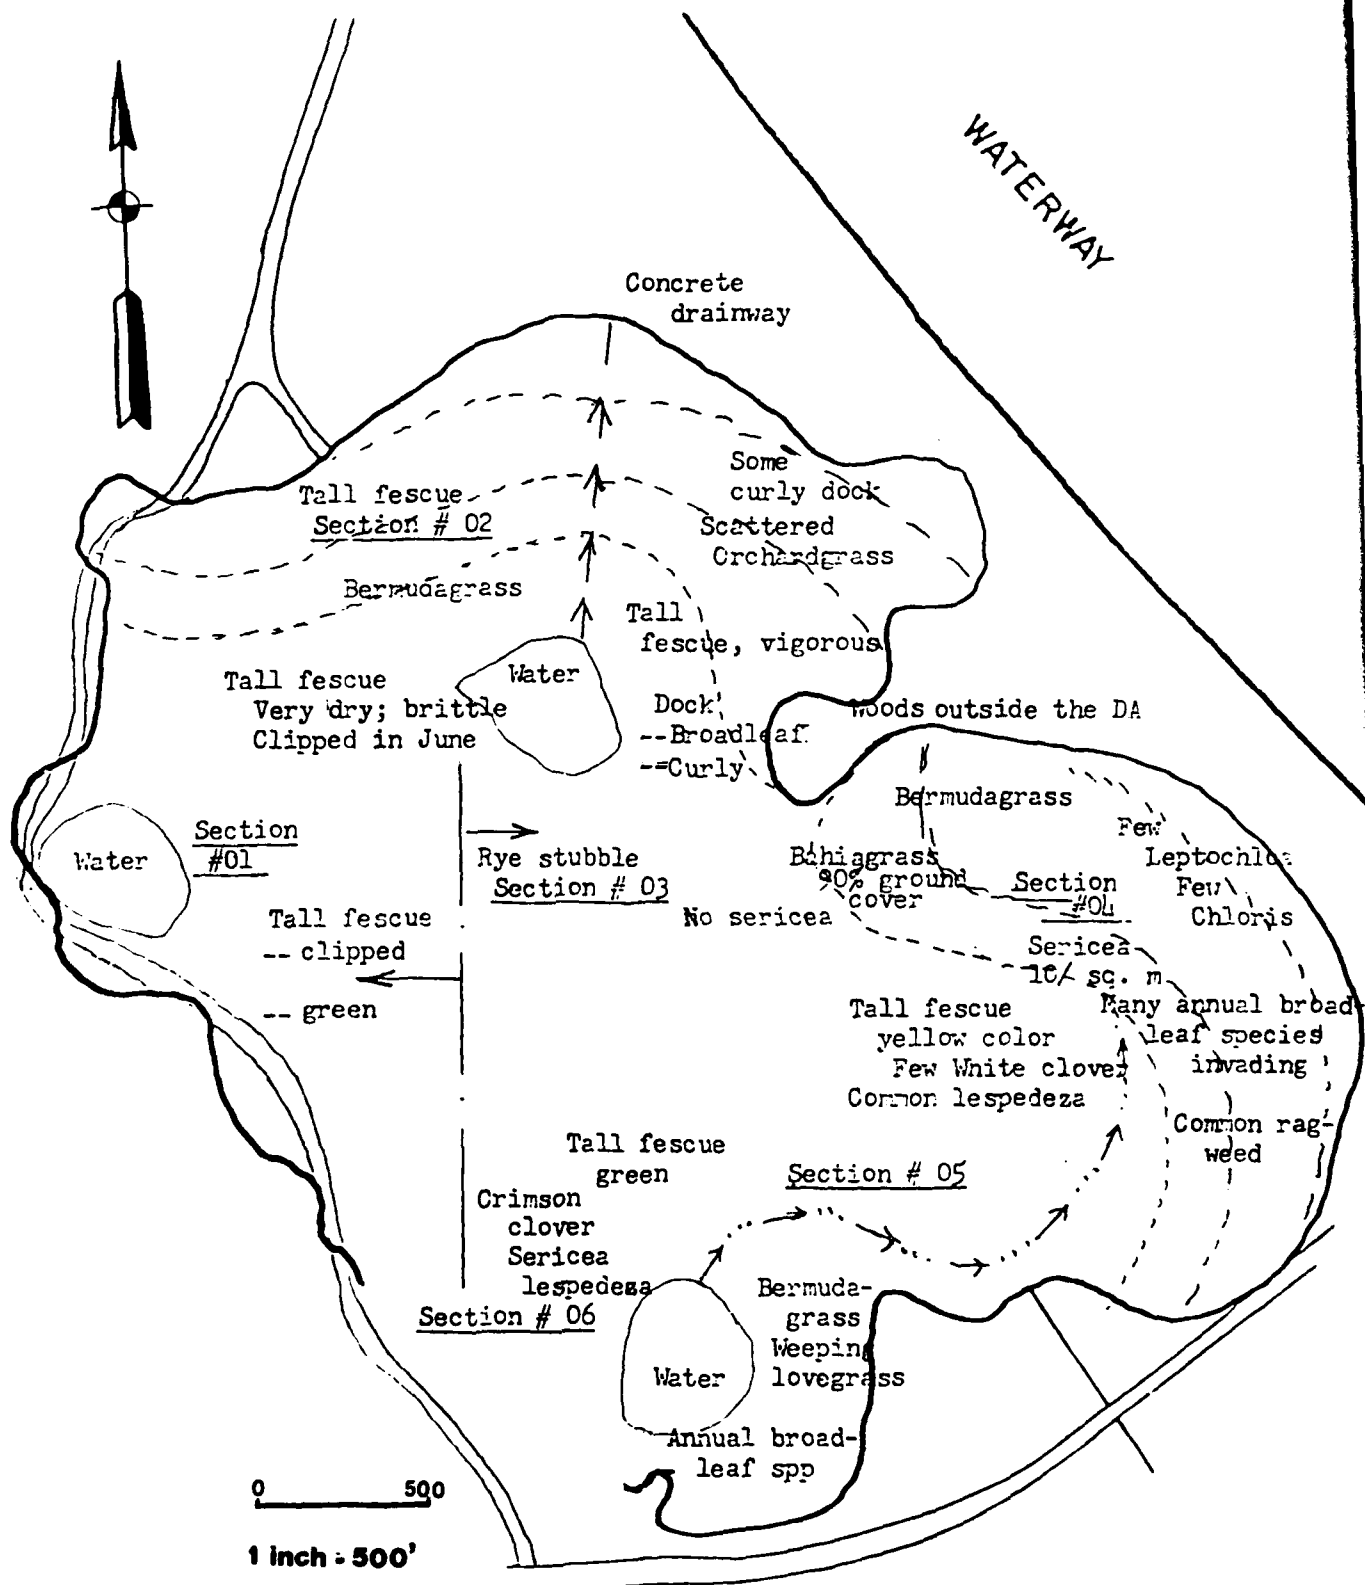 WATERWAY
Concrete
drainway
Some
curly dock
Tall fescue
Section # 02
Scattered
Orchardgrass
Bermudagrass
Tall
fescue, vigorous
Water
Tall fescue
Very dry; brittle
Clipped in June
Dock
--Broadleaf
--Curly
Woods outside the DA
Bermudagrass
Few
Leptochloa
Few
Chloris
Water
Section
#01
Rye stubble
Section # 03
Bahiagrass
90% ground
cover
Section
#04
No sericea
Tall fescue
-- clipped
-- green
Sericea
10/ sq. m
Tall fescue
yellow color
Few White clover
Common lespedeza
Many annual broad-
leaf species
invading
Common rag-
weed
Tall fescue
green
Section # 05
Crimson
clover
Sericea
lespedeza
Section # 06
Bermuda-
grass
Weeping
lovegrass
Water
Annual broad-
leaf spp
0 500
1 inch = 500'